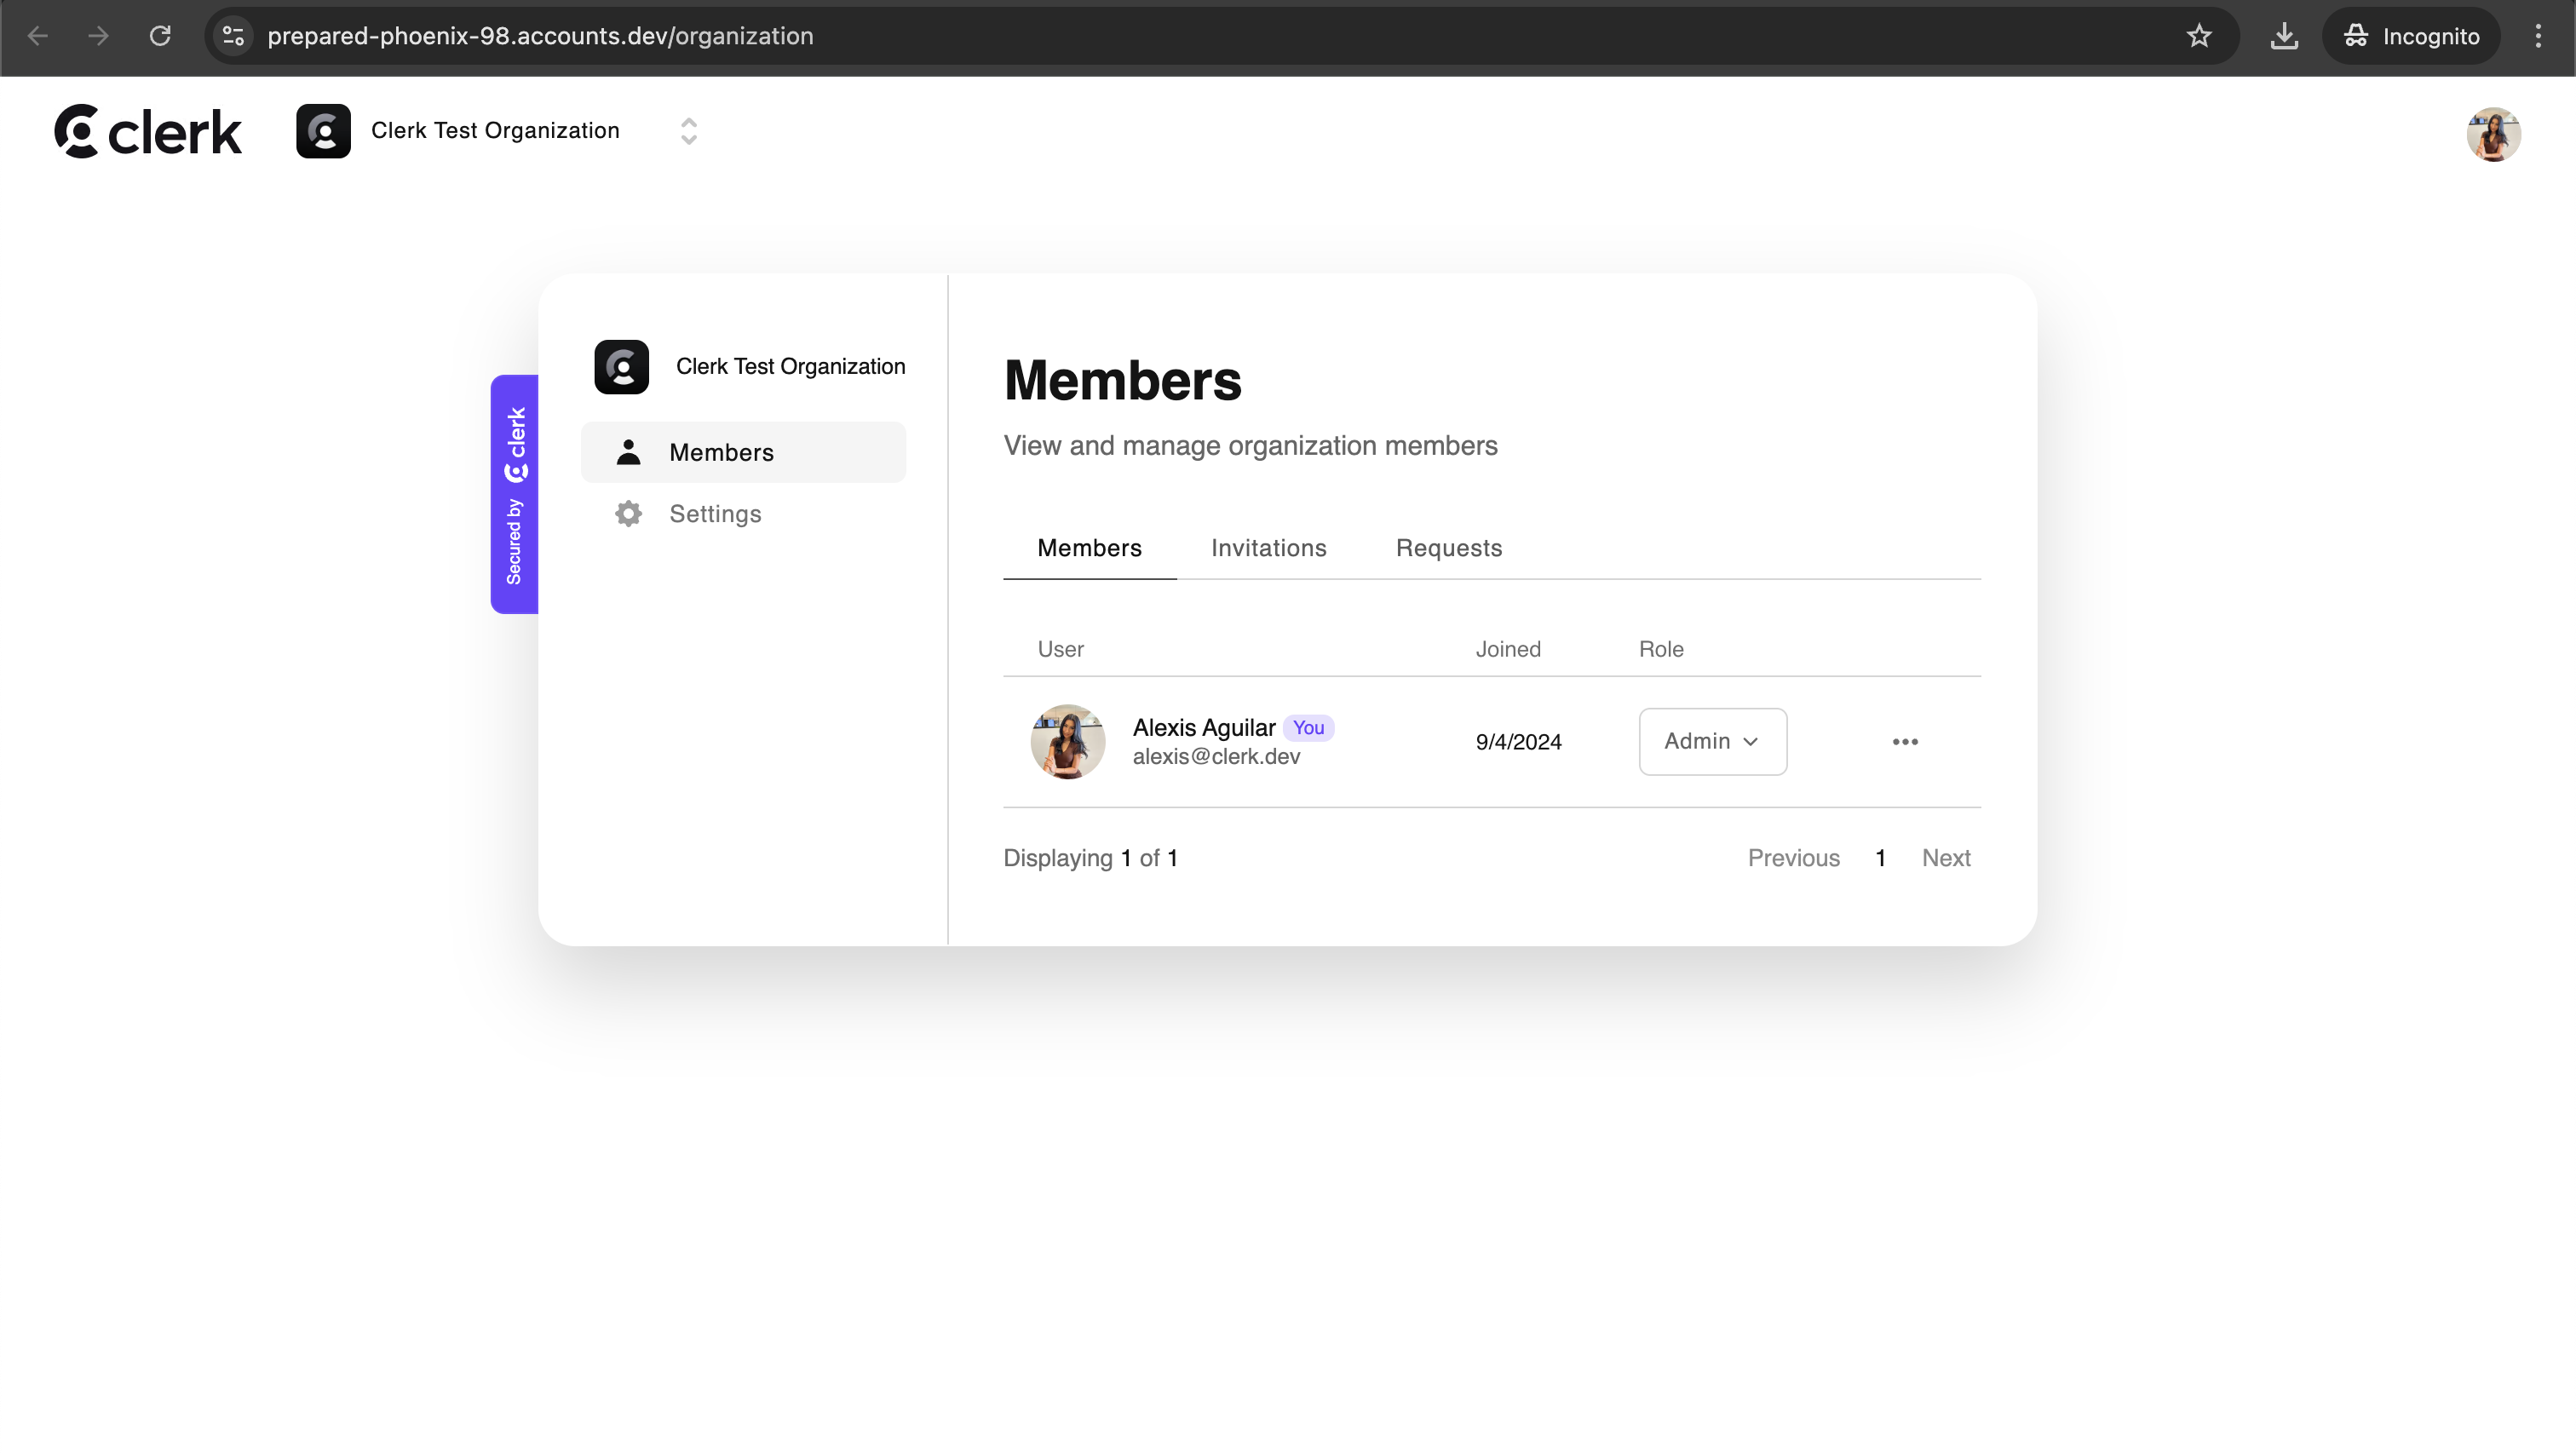 prepared-phoenix-98.accounts.dev/organization
Incognito
clerk
Clerk Test Organization
Secured by clerk
Clerk Test Organization
Members
Settings
Members
View and manage organization members
Members Invitations Requests
User Joined Role
Alexis Aguilar You
alexis@clerk.dev
9/4/2024
Admin
Displaying 1 of 1
Previous 1 Next